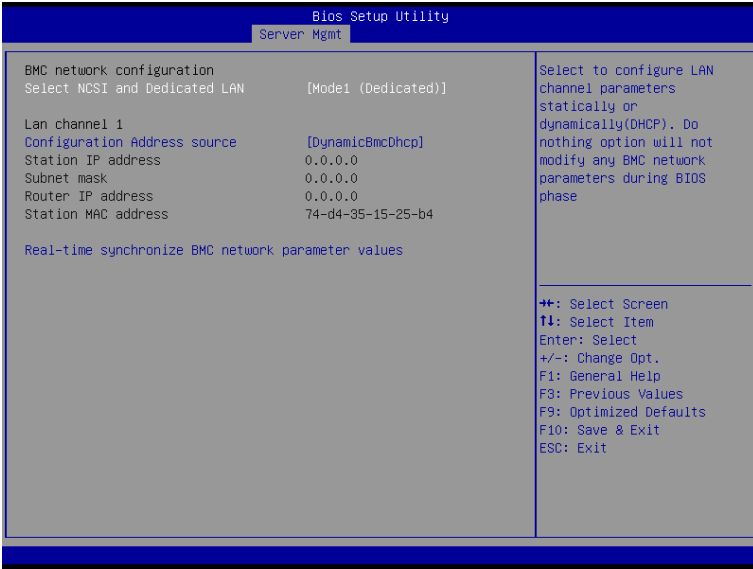 Bios Setup Utility
Server Mgmt
BMC network configuration
Select NCSI and Dedicated LAN [Mode1 (Dedicated)]
Lan channel 1
Configuration Address source [DynamicBmcDhcp]
Station IP address 0.0.0.0
Subnet mask 0.0.0.0
Router IP address 0.0.0.0
Station MAC address 74-d4-35-15-25-b4
Real-time synchronize BMC network parameter values
Select to configure LAN
channel parameters
statically or
dynamically(DHCP). Do
nothing option will not
modify any BMC network
parameters during BIOS
phase
→←: Select Screen
↑↓: Select Item
Enter: Select
+/-: Change Opt.
F1: General Help
F3: Previous Values
F9: Optimized Defaults
F10: Save & Exit
ESC: Exit